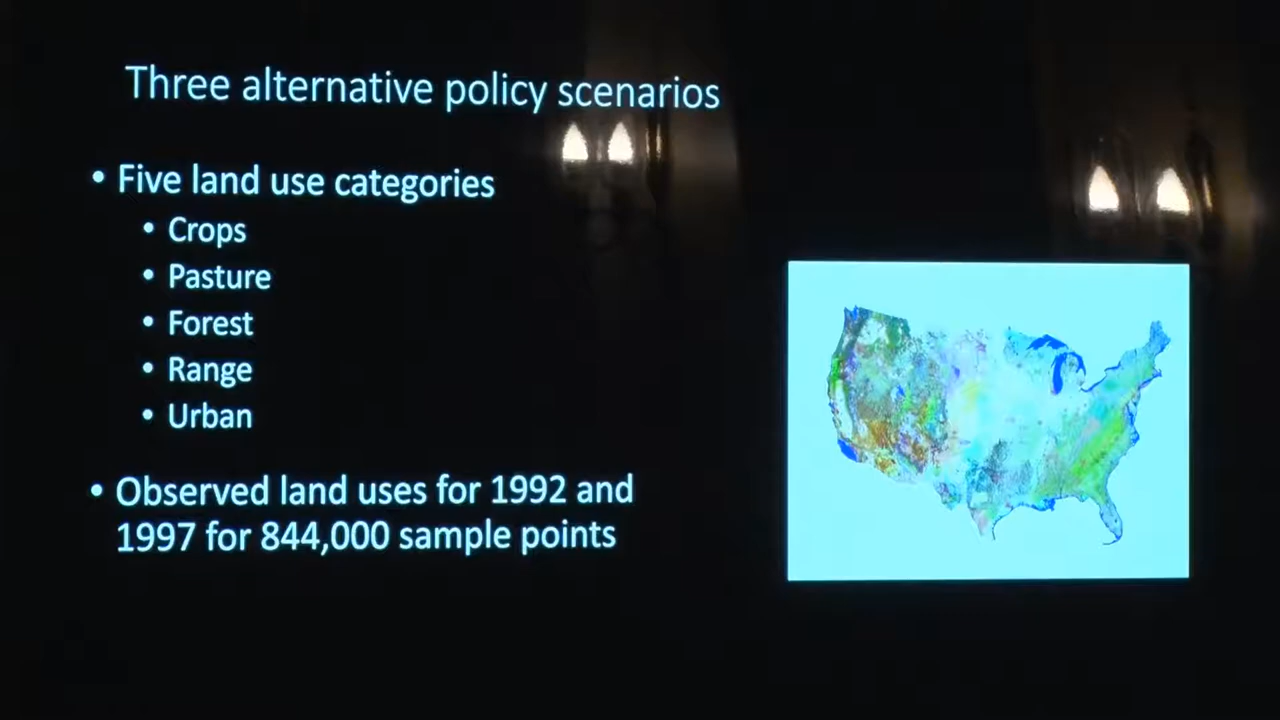 Three alternative policy scenarios
• Five land use categories
• Crops
• Pasture
• Forest
• Range
• Urban
• Observed land uses for 1992 and
1997 for 844,000 sample points